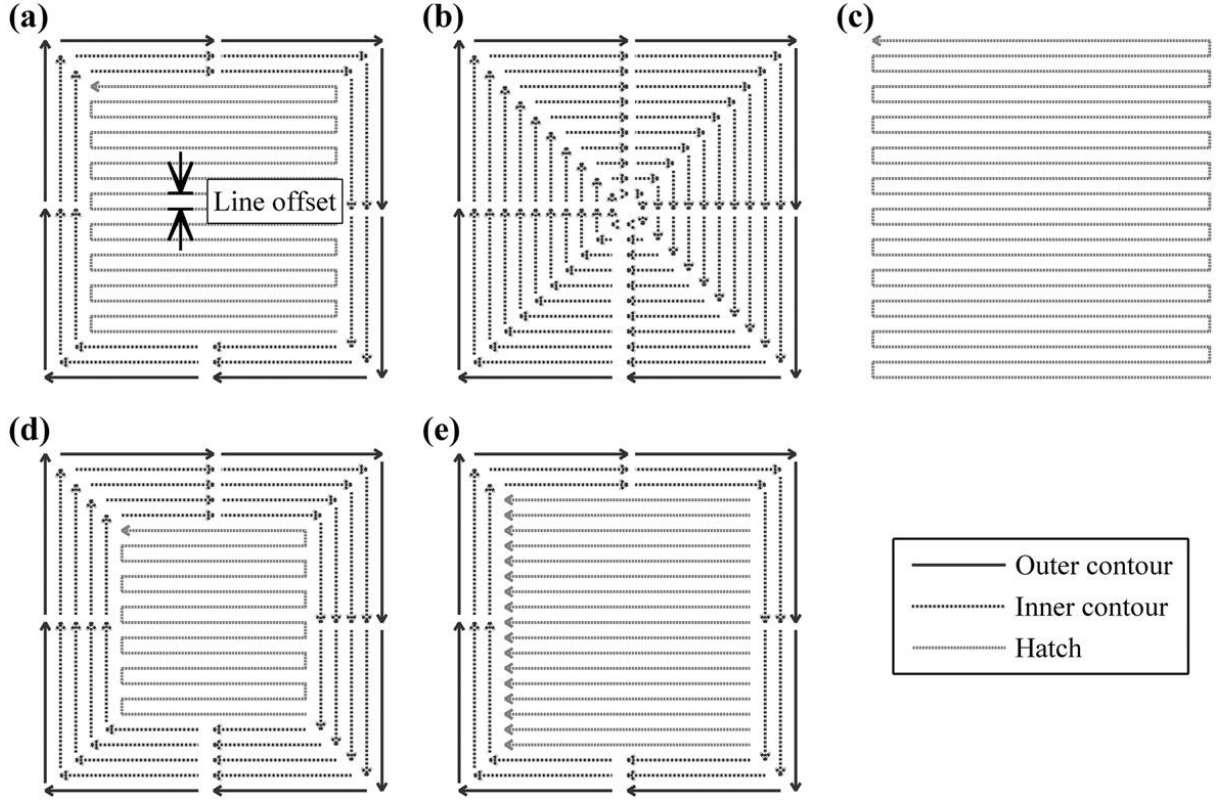 (a)
(b)
(c)
Line offset
(d)
(e)
Outer contour
Inner contour
Hatch